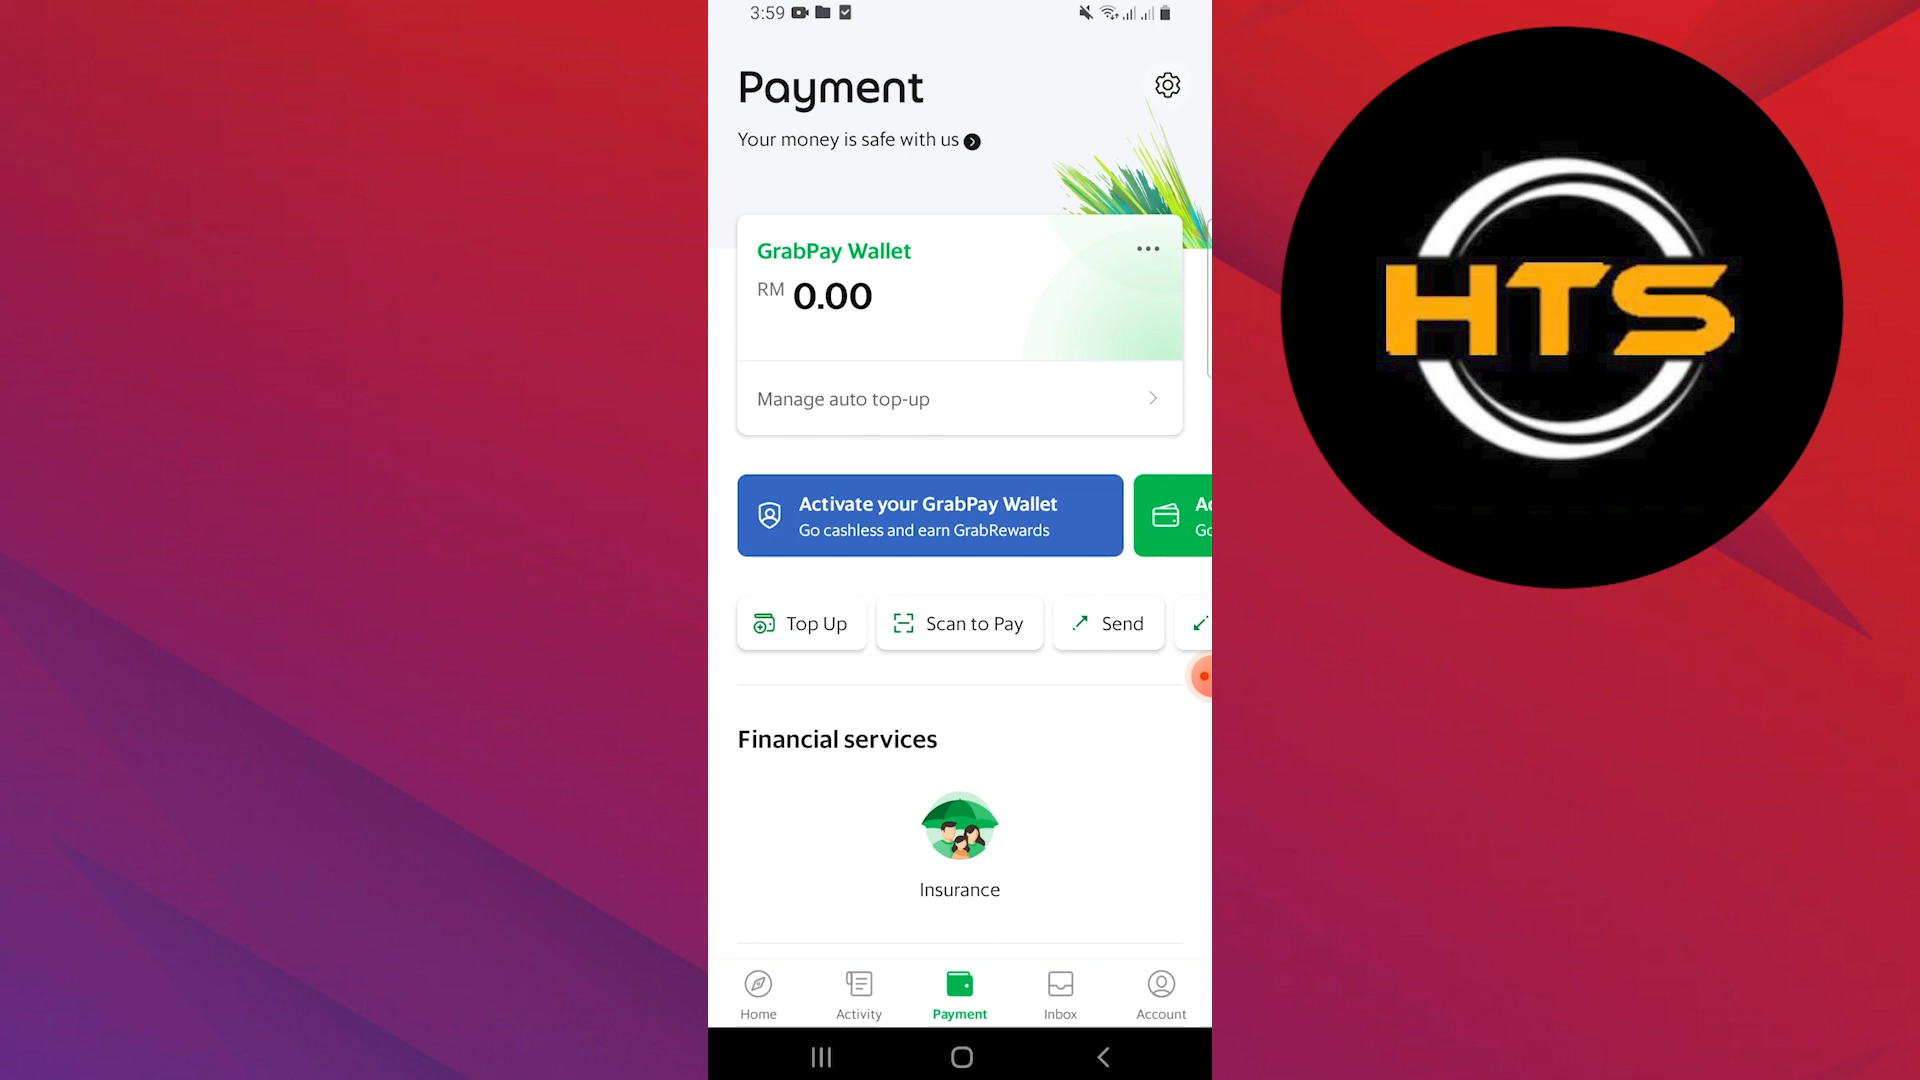 3:59
Payment
Your money is safe with us
GrabPay Wallet
RM 0.00
Manage auto top-up
Activate your GrabPay Wallet
Go cashless and earn GrabRewards
Top Up
Scan to Pay
Send
Financial services
Insurance
Home
Activity
Payment
Inbox
Account
HTS